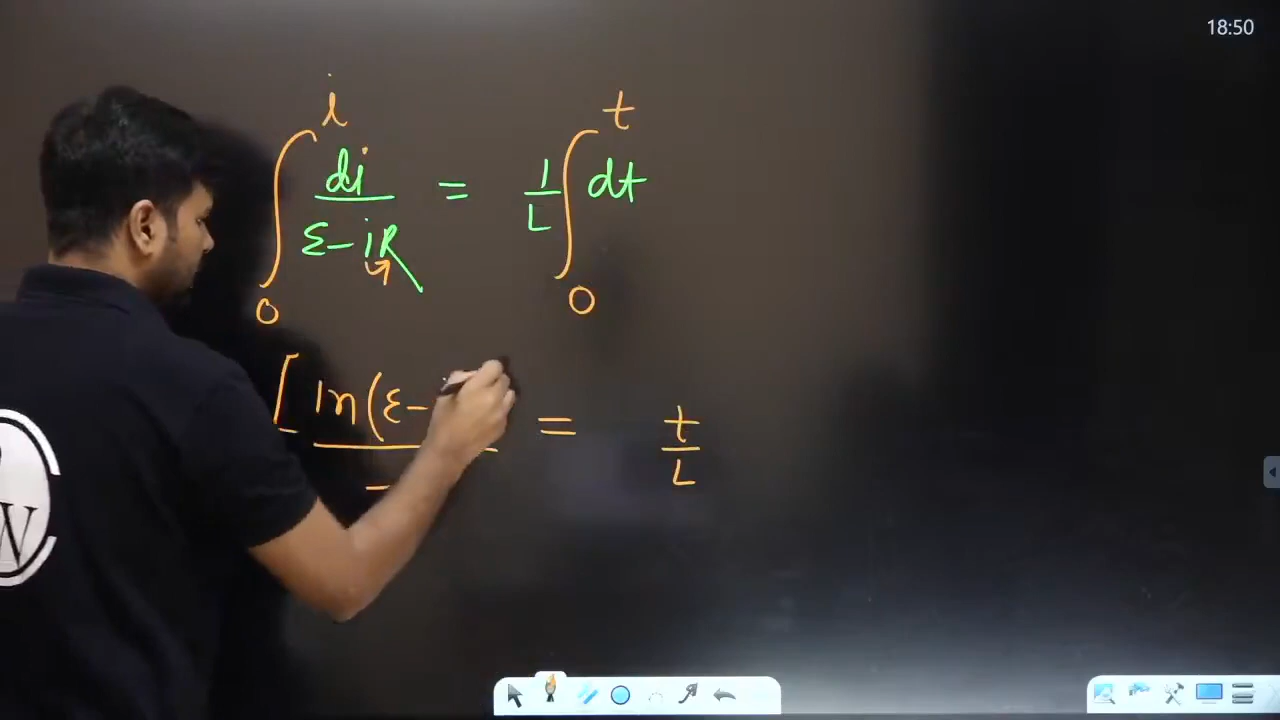 18:50
i t
di = 1 dt
ε-iR L
0 0
[ ln(ε- = t
- L
W